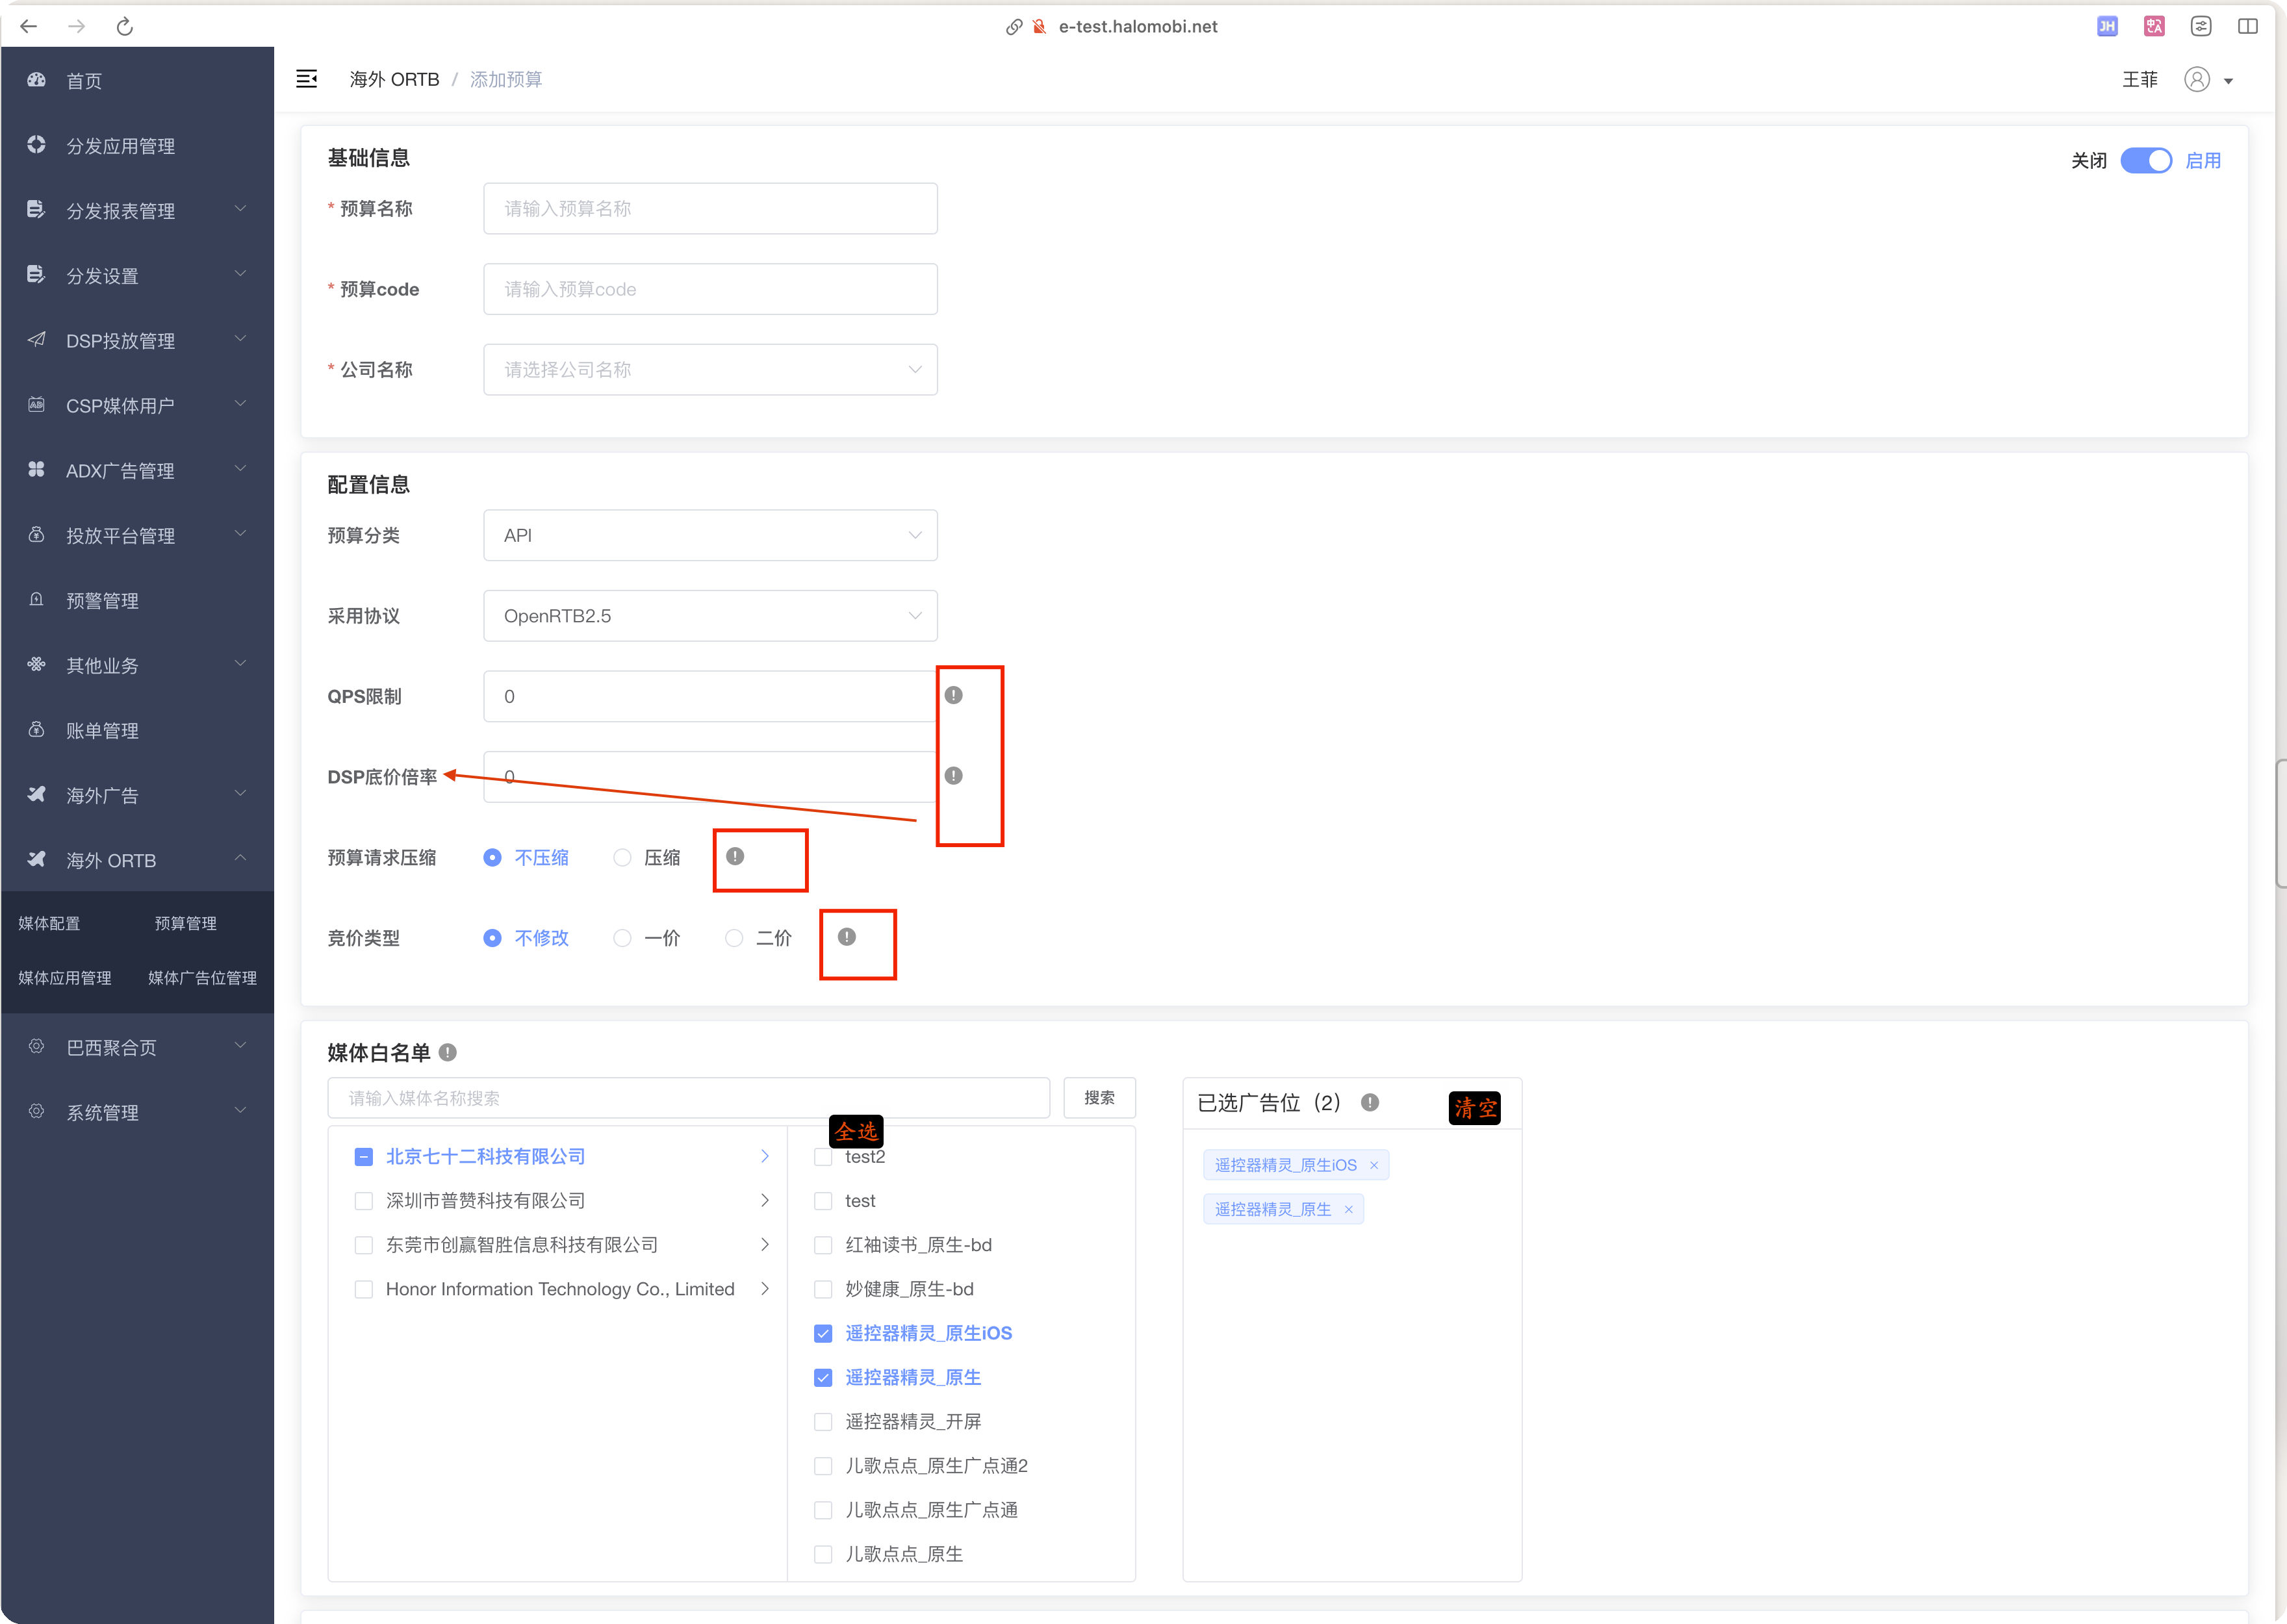 e-test.halomobi.net
JH
首页
分发应用管理
分发报表管理
分发设置
DSP投放管理
CSP媒体用户
ADX广告管理
投放平台管理
预警管理
其他业务
账单管理
海外广告
海外 ORTB
媒体配置 预算管理
媒体应用管理 媒体广告位管理
巴西聚合页
系统管理
海外 ORTB / 添加预算
王菲
基础信息
关闭 启用
* 预算名称 请输入预算名称
* 预算code 请输入预算code
* 公司名称 请选择公司名称
配置信息
预算分类 API
采用协议 OpenRTB2.5
QPS限制 0
DSP底价倍率 0
预算请求压缩 不压缩 压缩
竞价类型 不修改 一价 二价
媒体白名单
请输入媒体名称搜索 搜索
全选
北京七十二科技有限公司
深圳市普赞科技有限公司
东莞市创赢智胜信息科技有限公司
Honor Information Technology Co., Limited
test2
test
红袖读书_原生-bd
妙健康_原生-bd
遥控器精灵_原生iOS
遥控器精灵_原生
遥控器精灵_开屏
儿歌点点_原生广点通2
儿歌点点_原生广点通
儿歌点点_原生
已选广告位（2） 清空
遥控器精灵_原生iOS ×
遥控器精灵_原生 ×